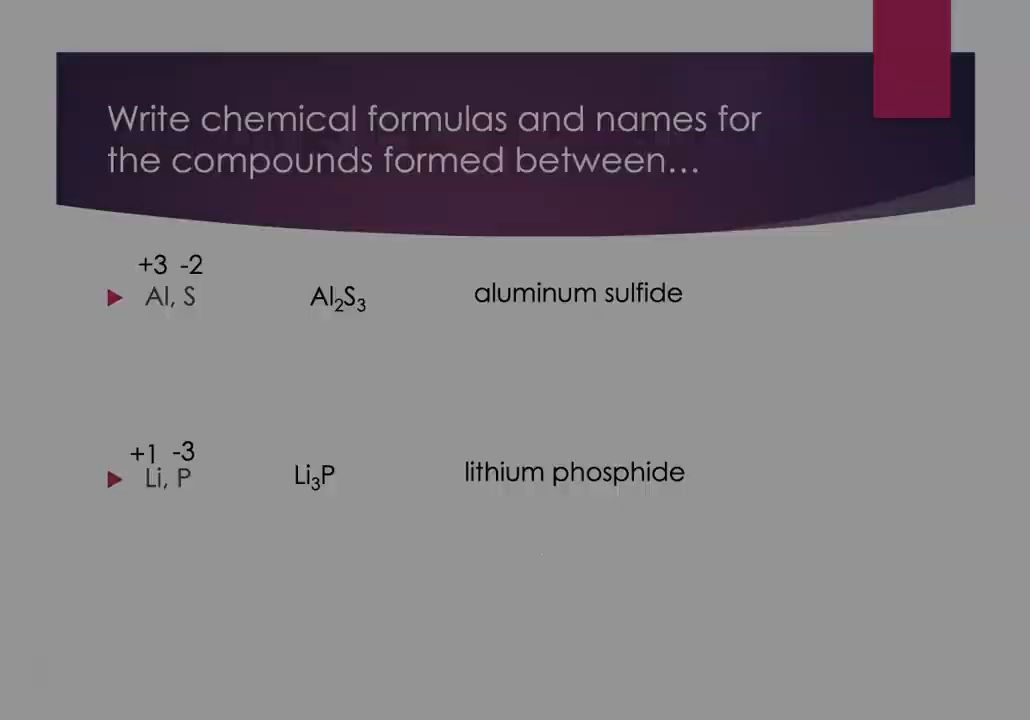 Write chemical formulas and names for
the compounds formed between…
+3 -2
Al, S Al₂S₃ aluminum sulfide
+1 -3
Li, P Li₃P lithium phosphide